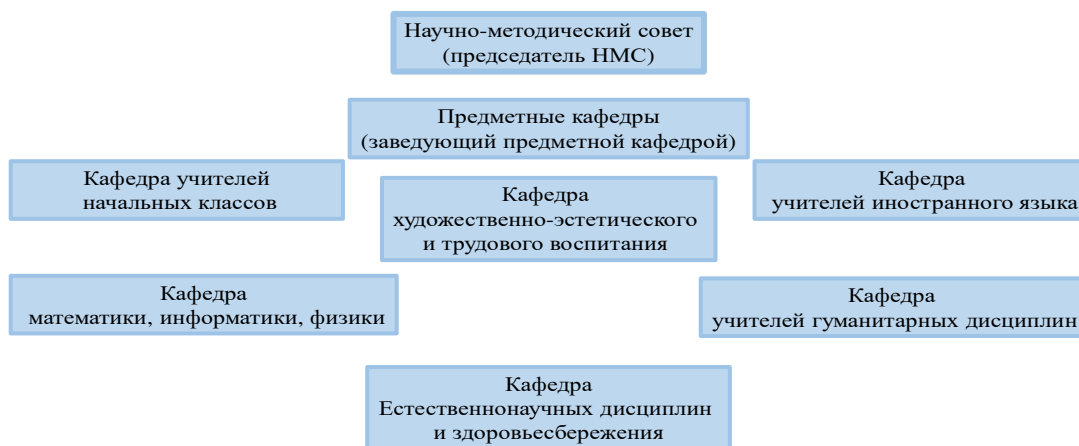 Научно-методический совет
(председатель НМС)
Предметные кафедры
(заведующий предметной кафедрой)
Кафедра учителей
начальных классов
Кафедра
художественно-эстетического
и трудового воспитания
Кафедра
учителей иностранного языка
Кафедра
математики, информатики, физики
Кафедра
учителей гуманитарных дисциплин
Кафедра
Естественнонаучных дисциплин
и здоровьесбережения